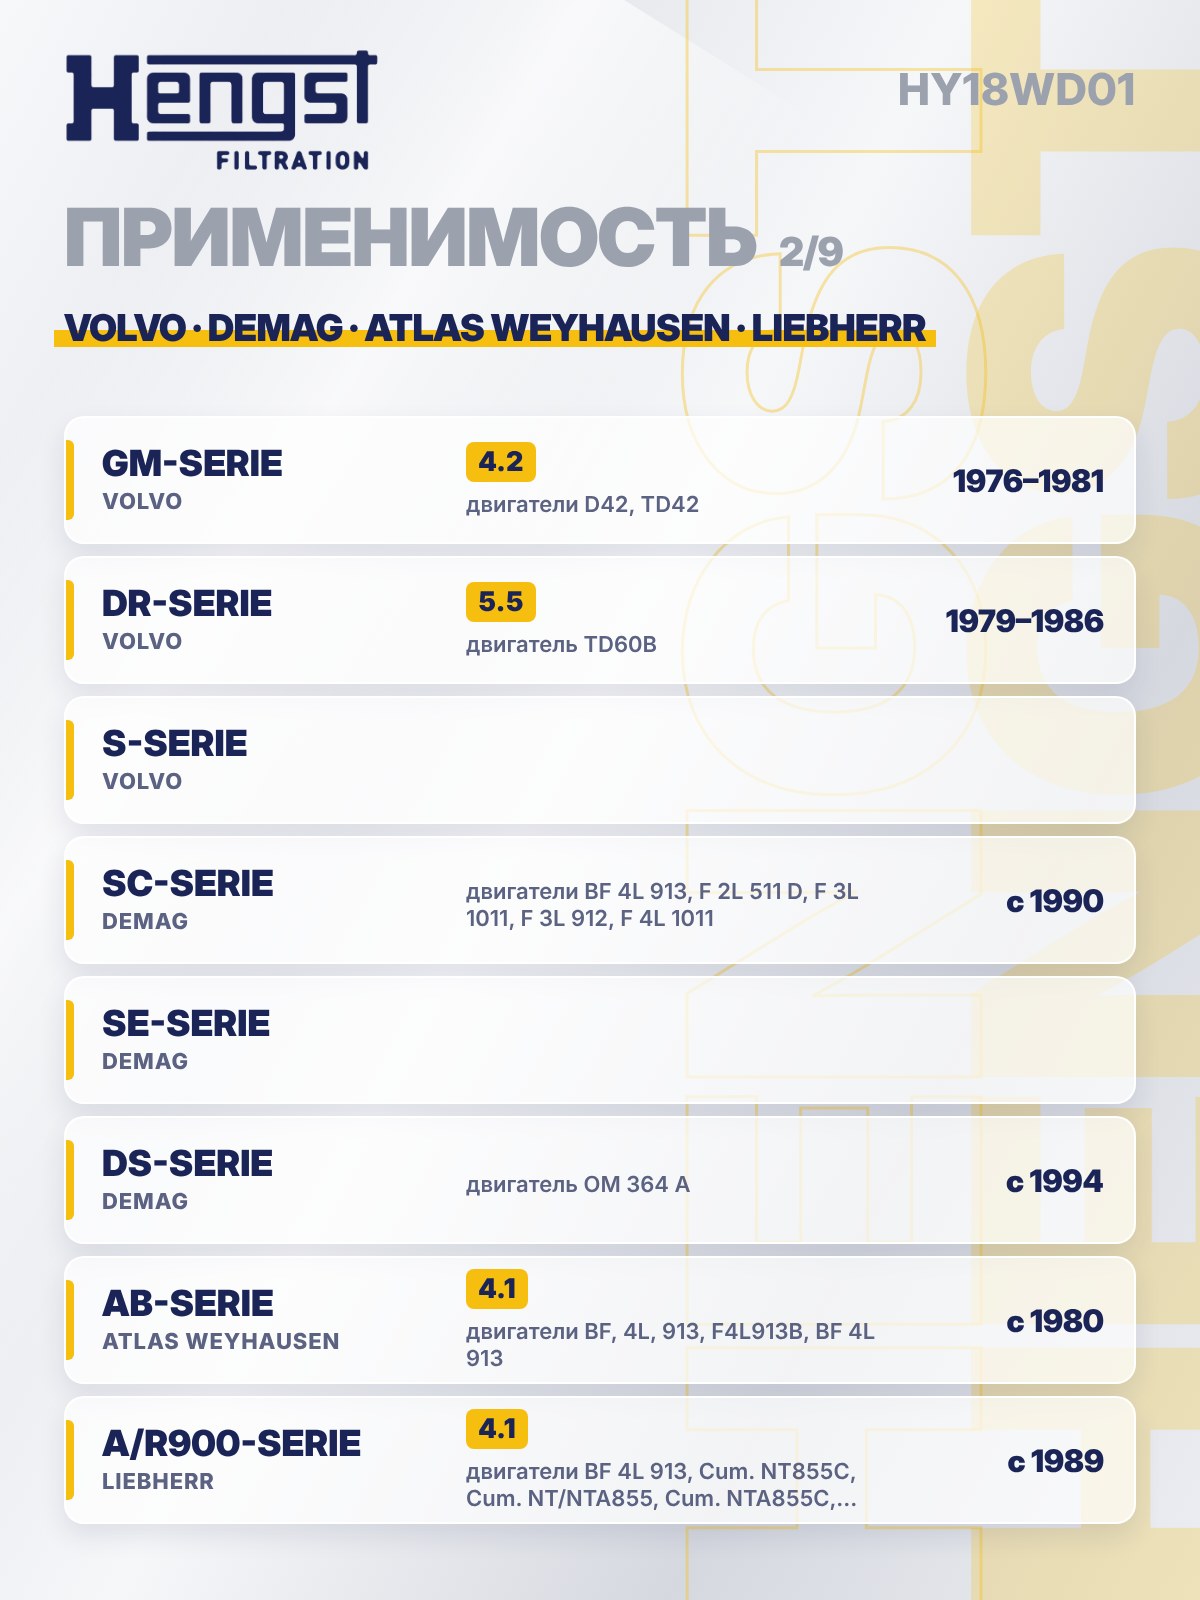 Hengst
FILTRATION
HY18WD01
ПРИМЕНИМОСТЬ 2/9
VOLVO · DEMAG · ATLAS WEYHAUSEN · LIEBHERR
GM-SERIE
VOLVO
4.2
двигатели D42, TD42
1976–1981
DR-SERIE
VOLVO
5.5
двигатель TD60B
1979–1986
S-SERIE
VOLVO
SC-SERIE
DEMAG
двигатели BF 4L 913, F 2L 511 D, F 3L
1011, F 3L 912, F 4L 1011
с 1990
SE-SERIE
DEMAG
DS-SERIE
DEMAG
двигатель OM 364 A
с 1994
AB-SERIE
ATLAS WEYHAUSEN
4.1
двигатели BF, 4L, 913, F4L913B, BF 4L
913
с 1980
A/R900-SERIE
LIEBHERR
4.1
двигатели BF 4L 913, Cum. NT855C,
Cum. NT/NTA855, Cum. NTA855C,...
с 1989
HENGST
HENGST